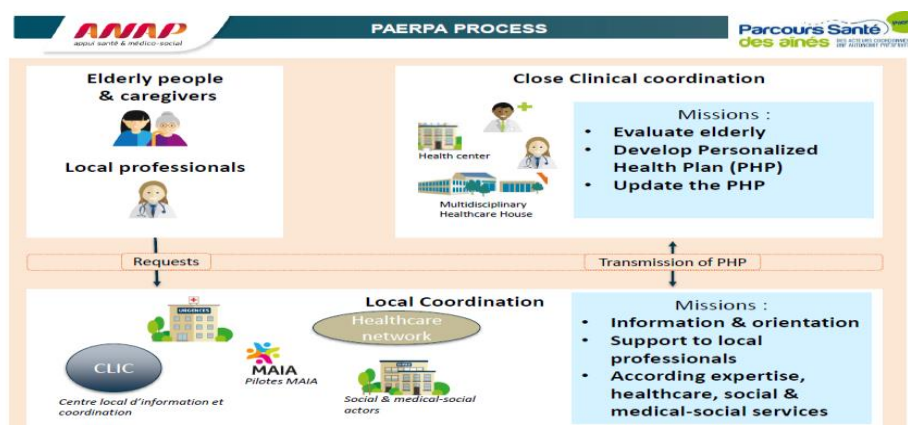 ANAP
appui santé & médico-social
PAERPA PROCESS
Parcours Santé
des aînés
Elderly people
& caregivers
Local professionals
Close Clinical coordination
Health center
Multidisciplinary
Healthcare House
Missions :
• Evaluate elderly
• Develop Personalized
Health Plan (PHP)
• Update the PHP
Requests
Transmission of PHP
Local Coordination
URGENCES
Healthcare
network
CLIC
MAIA
Pilotes MAIA
Centre local d'information et
coordination
Social & medical-social
actors
Missions :
• Information & orientation
• Support to local
professionals
• According expertise,
healthcare, social &
medical-social services